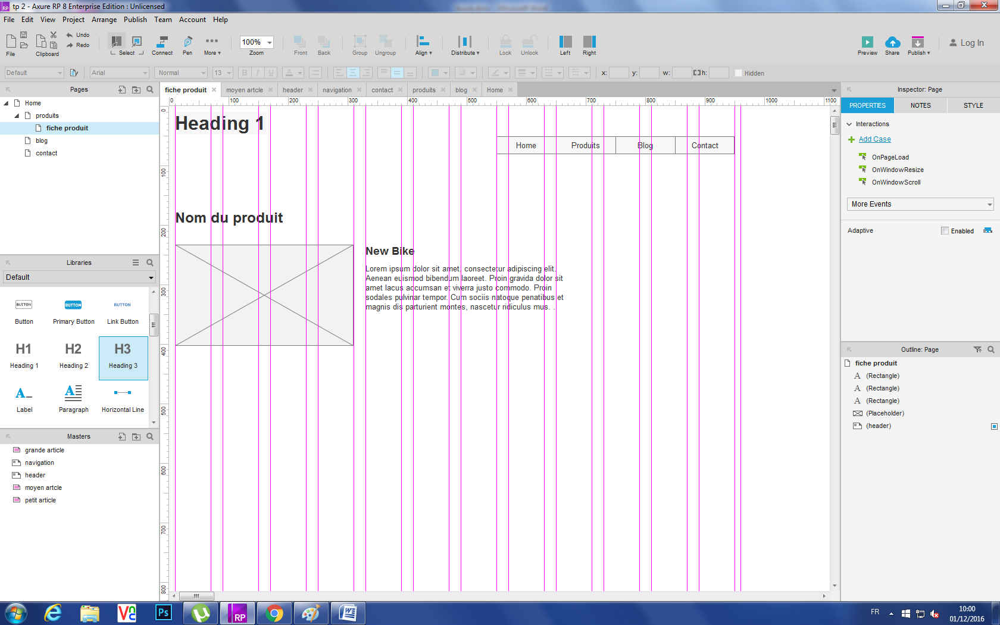 tp 2 - Axure RP 8 Enterprise Edition : Unlicensed
File Edit View Project Arrange Publish Team Account Help
File Clipboard Undo Redo Select Connect Pen More ▾ 100% Zoom Front Back Group Ungroup Align ▾ Distribute ▾ Lock Unlock Left Right Preview Share Publish ▾ Log In
Default Arial Normal 13 B I U A x: y: w: h: Hidden
Pages
Home
produits
fiche produit
blog
contact
Libraries
Default
BUTTON BUTTON BUTTON
Button Primary Button Link Button
H1 H2 H3
Heading 1 Heading 2 Heading 3
A A
Label Paragraph Horizontal Line
Masters
grande article
navigation
header
moyen artcle
petit article
fiche produit moyen artcle header navigation contact produits blog Home
0 100 200 300 400 500 600 700 800 900 1000 1100
0
100
200
300
400
500
600
700
800
Heading 1
Home Produits Blog Contact
Nom du produit
New Bike
Lorem ipsum dolor sit amet, consectetur adipiscing elit.
Aenean euismod bibendum laoreet. Proin gravida dolor sit
amet lacus accumsan et viverra justo commodo. Proin
sodales pulvinar tempor. Cum sociis natoque penatibus et
magnis dis parturient montes, nascetur ridiculus mus. .
Inspector: Page
PROPERTIES NOTES STYLE
Interactions
Add Case
OnPageLoad
OnWindowResize
OnWindowScroll
More Events
Adaptive Enabled
Outline: Page
fiche produit
A (Rectangle)
A (Rectangle)
A (Rectangle)
(Placeholder)
(header)
FR
10:00
01/12/2016